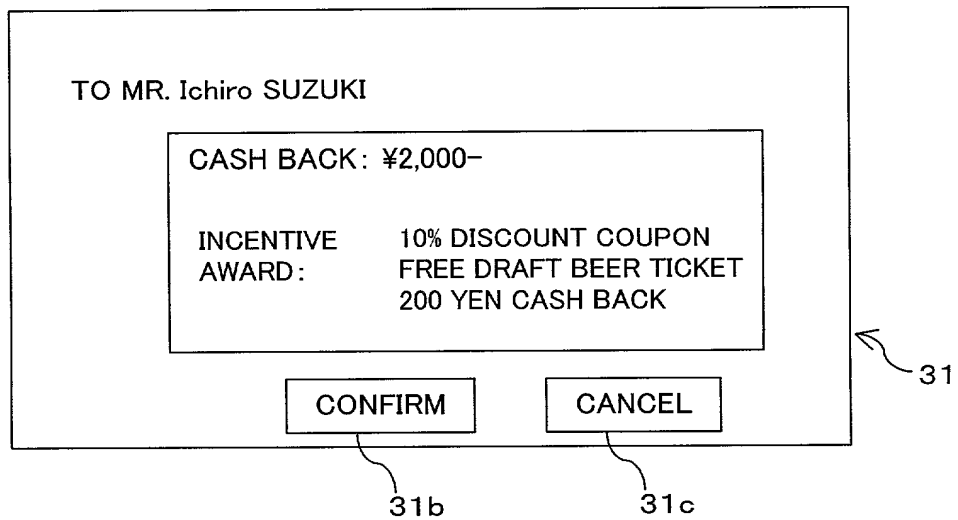 TO MR. Ichiro SUZUKI
CASH BACK: ¥2,000-
INCENTIVE AWARD:
10% DISCOUNT COUPON
FREE DRAFT BEER TICKET
200 YEN CASH BACK
31
CONFIRM CANCEL
31b 31c